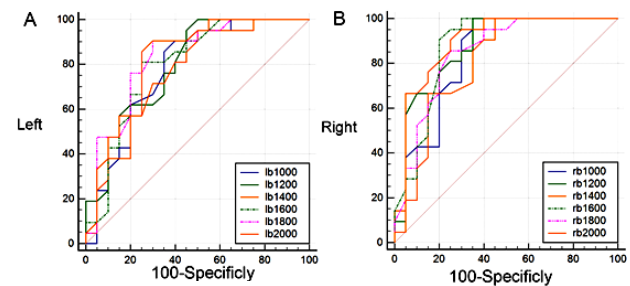 A
100
80
60
40
20
0
Left
lb1000
lb1200
lb1400
lb1600
lb1800
lb2000
0 20 40 60 80 100
100-Specificly
B
100
80
60
40
20
0
Right
rb1000
rb1200
rb1400
rb1600
rb1800
rb2000
0 20 40 60 80 100
100-Specificly